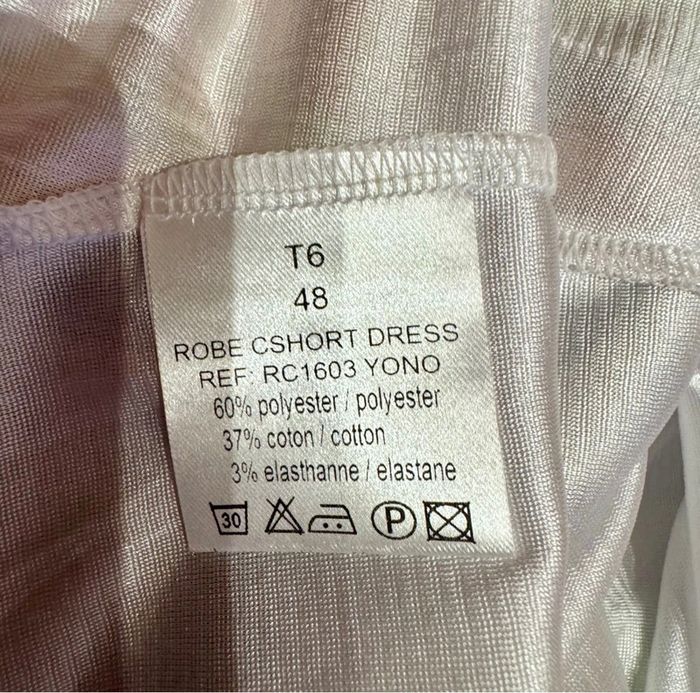 T6
48
ROBE CSHORT DRESS
REF: RC1603 YONO
60% polyester / polyester
37% coton / cotton
3% elasthanne / elastane
30 P